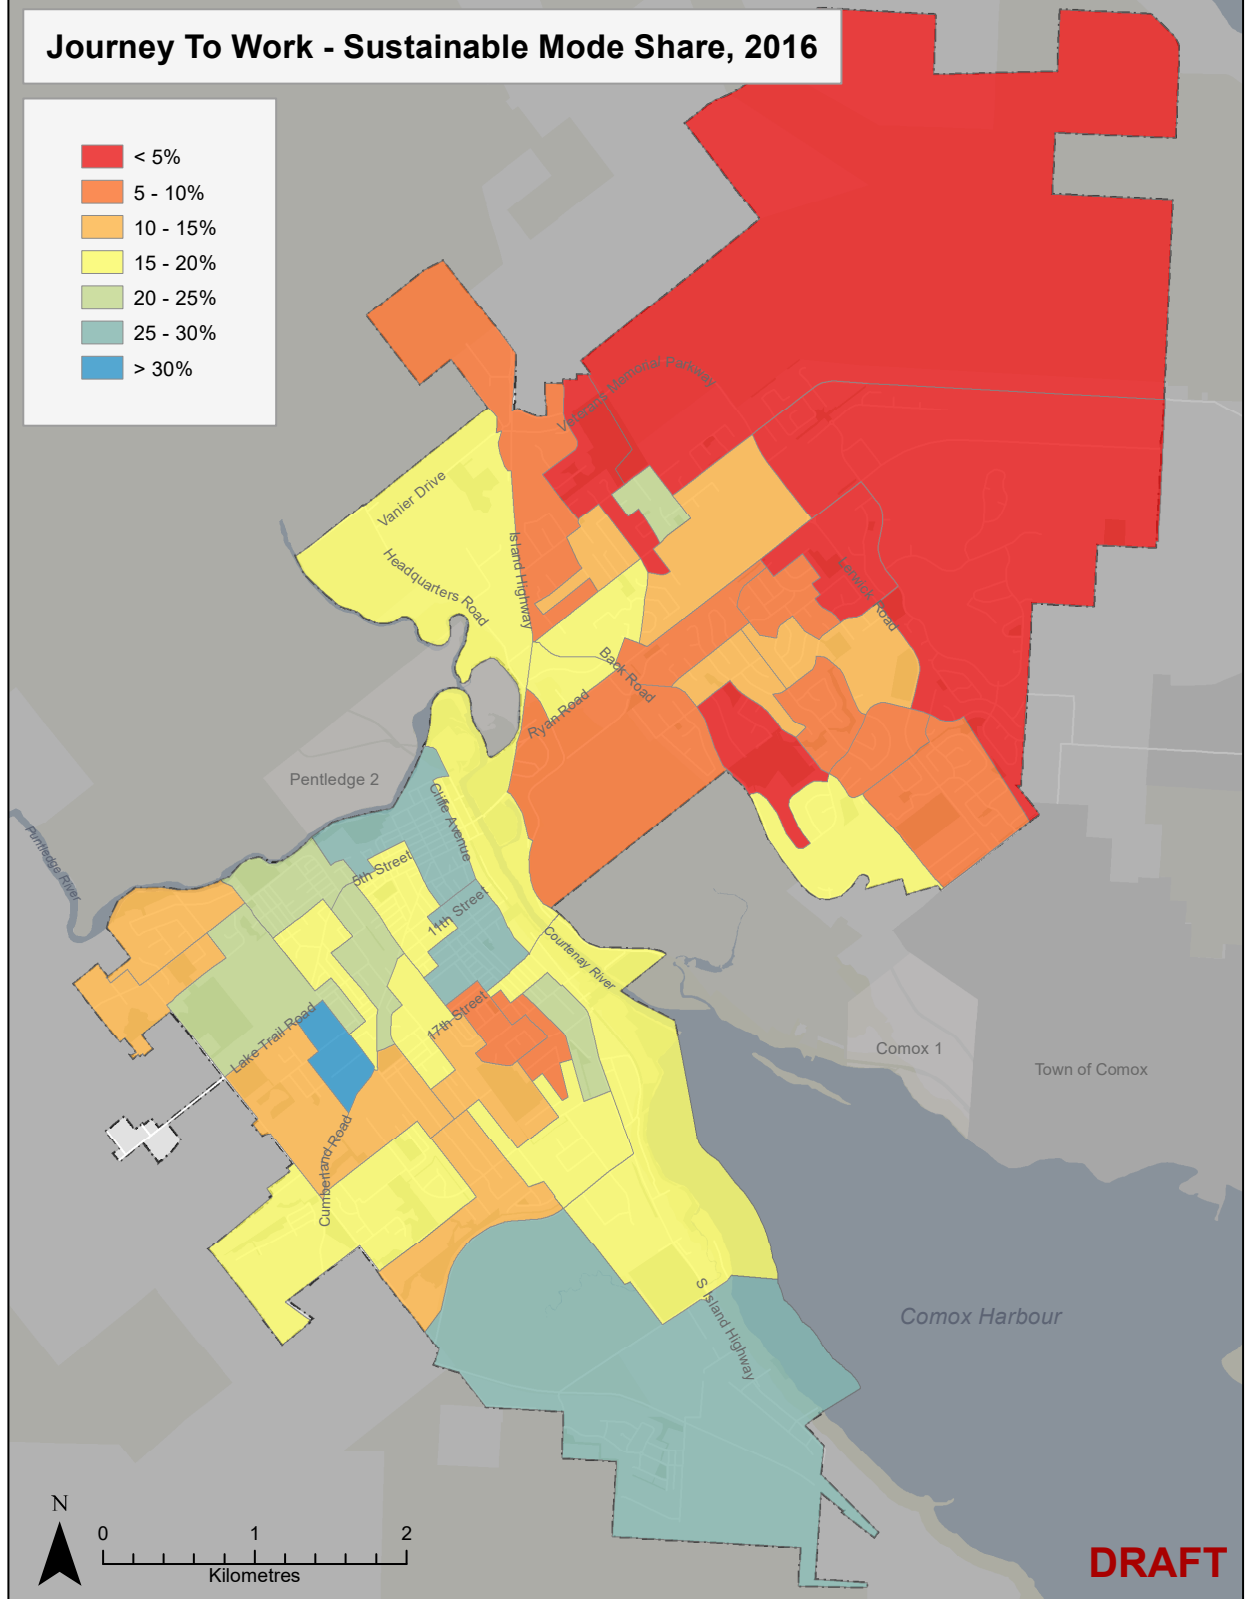 Journey To Work - Sustainable Mode Share, 2016
< 5%
5 - 10%
10 - 15%
15 - 20%
20 - 25%
25 - 30%
> 30%
Veterans Memorial Parkway
Vanier Drive
Headquarters Road
Island Highway
Lerwick Road
Back Road
Ryan Road
Pentledge 2
Cliffe Avenue
Puntledge River
5th Street
11th Street
Courtenay River
17th Street
Lake Trail Road
Comox 1
Town of Comox
Cumberland Road
S Island Highway
Comox Harbour
N
0 1 2
Kilometres
DRAFT